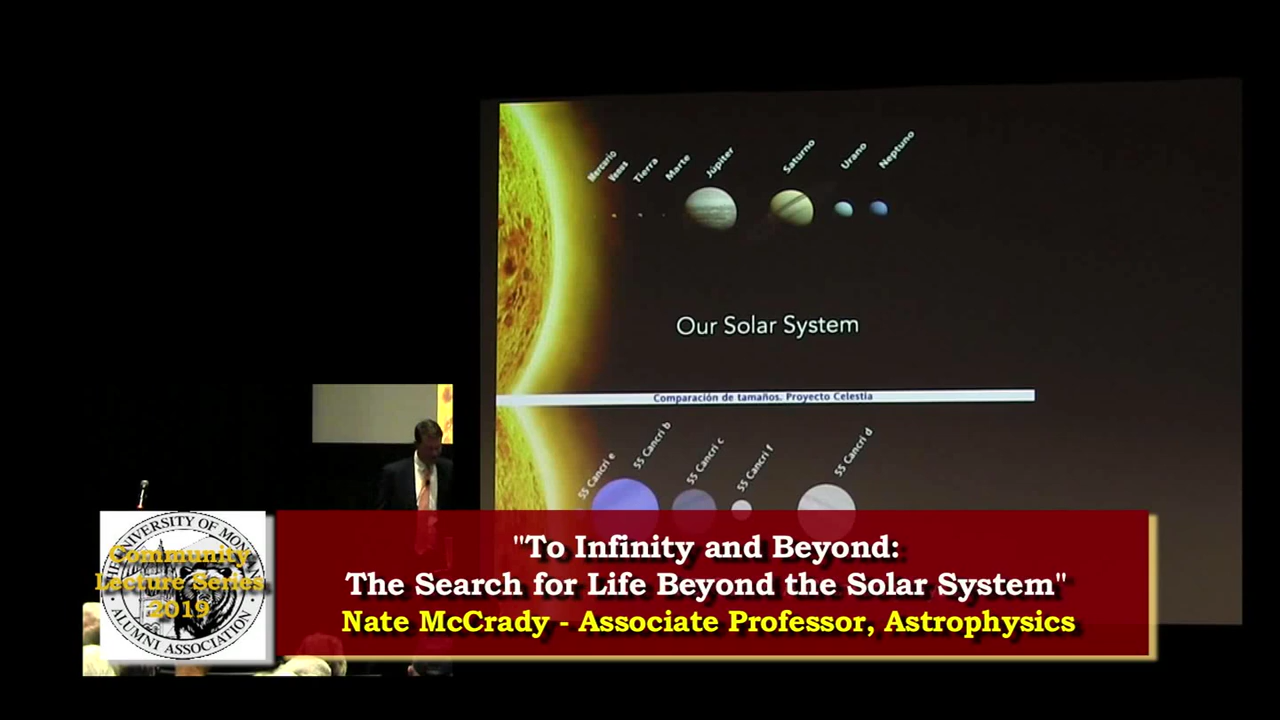 Mercurio
Venus
Tierra
Marte
Júpiter
Saturno
Urano
Neptuno
Our Solar System
Comparación de tamaños. Proyecto Celestia
55 Cancri e
55 Cancri b
55 Cancri c
55 Cancri f
55 Cancri d
UNIVERSITY OF MONTANA
Community
Lecture Series
2019
ALUMNI ASSOCIATION
"To Infinity and Beyond:
The Search for Life Beyond the Solar System"
Nate McCrady - Associate Professor, Astrophysics